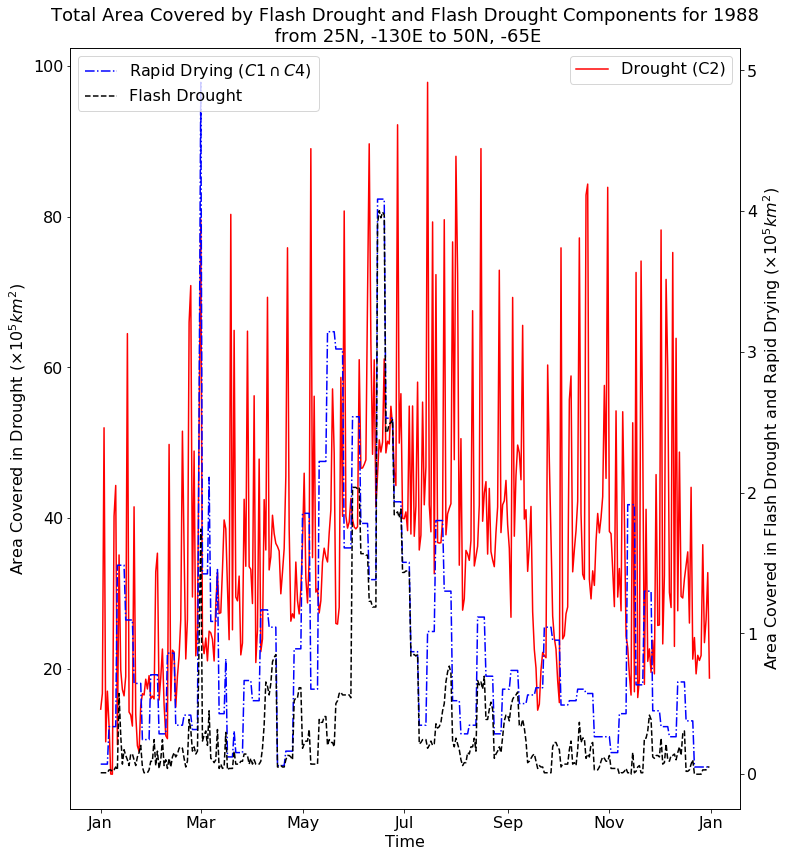 Total Area Covered by Flash Drought and Flash Drought Components for 1988
from 25N, -130E to 50N, -65E
Rapid Drying (C1 ∩ C4)
Flash Drought
Drought (C2)
Area Covered in Drought (×10⁵km²)
100
80
60
40
20
Area Covered in Flash Drought and Rapid Drying (×10⁵km²)
5
4
3
2
1
0
Jan Mar May Jul Sep Nov Jan
Time